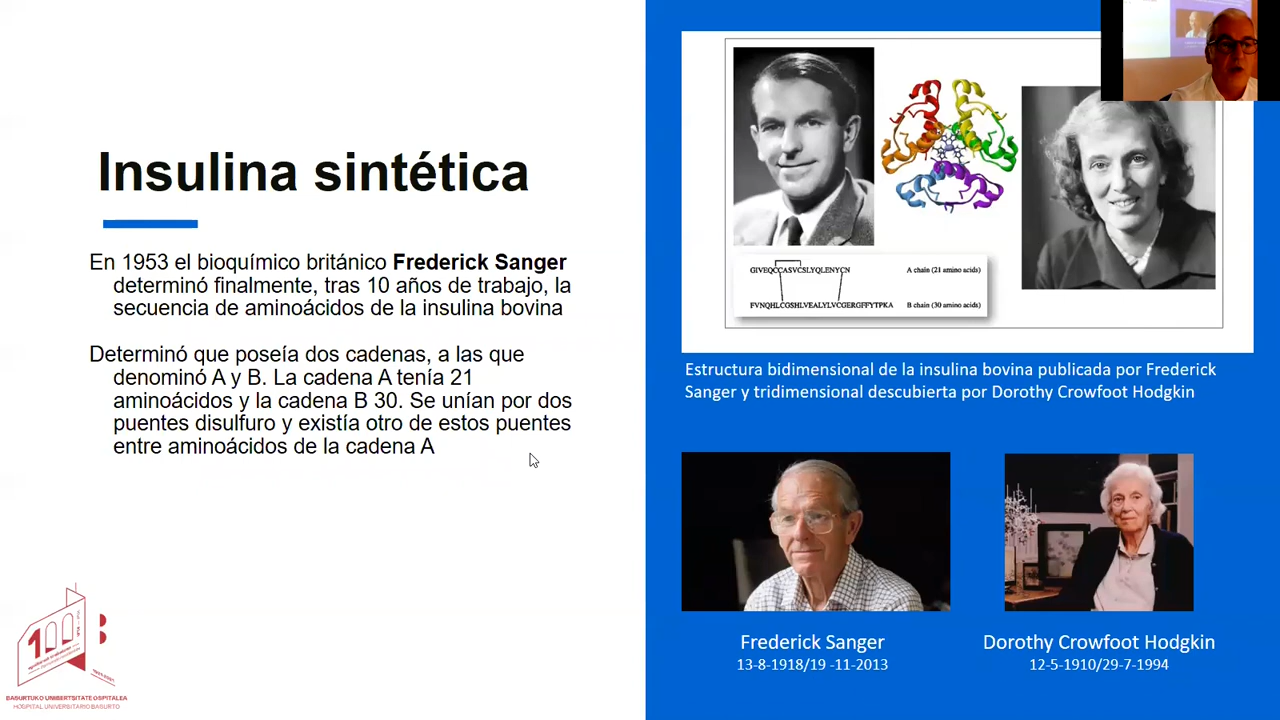 Insulina sintética
En 1953 el bioquímico británico Frederick Sanger
determinó finalmente, tras 10 años de trabajo, la
secuencia de aminoácidos de la insulina bovina
Determinó que poseía dos cadenas, a las que
denominó A y B. La cadena A tenía 21
aminoácidos y la cadena B 30. Se unían por dos
puentes disulfuro y existía otro de estos puentes
entre aminoácidos de la cadena A
GIVEQCCASVCSLYQLENYCN A chain (21 amino acids)
FVNQHLCGSHLVEALYLVCGERGFFYTPKA B chain (30 amino acids)
Estructura bidimensional de la insulina bovina publicada por Frederick
Sanger y tridimensional descubierta por Dorothy Crowfoot Hodgkin
Frederick Sanger
13-8-1918/19 -11-2013
Dorothy Crowfoot Hodgkin
12-5-1910/29-7-1994
100
BASURTUKO UNIBERTSITATE OSPITALEA
HOSPITAL UNIVERSITARIO BASURTO